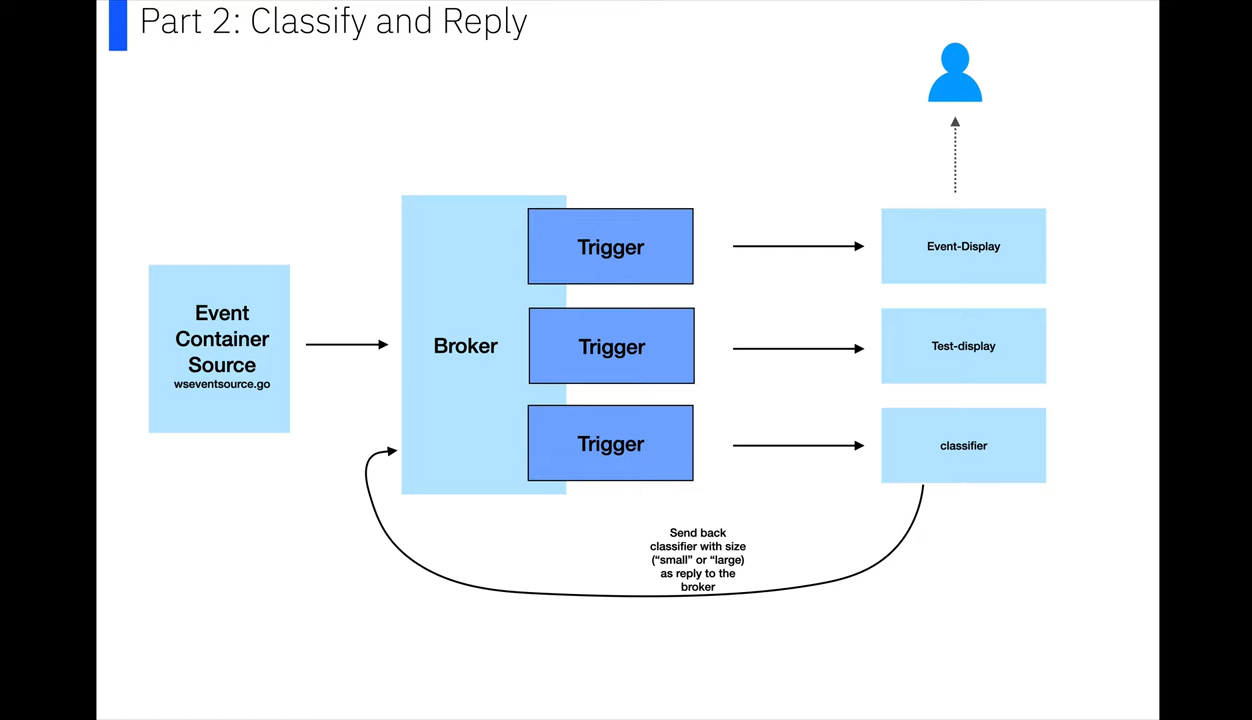 Part 2: Classify and Reply
Event
Container
Source
wseventsource.go
Broker
Trigger
Trigger
Trigger
Event-Display
Test-display
classifier
Send back
classifier with size
(“small” or “large)
as reply to the
broker